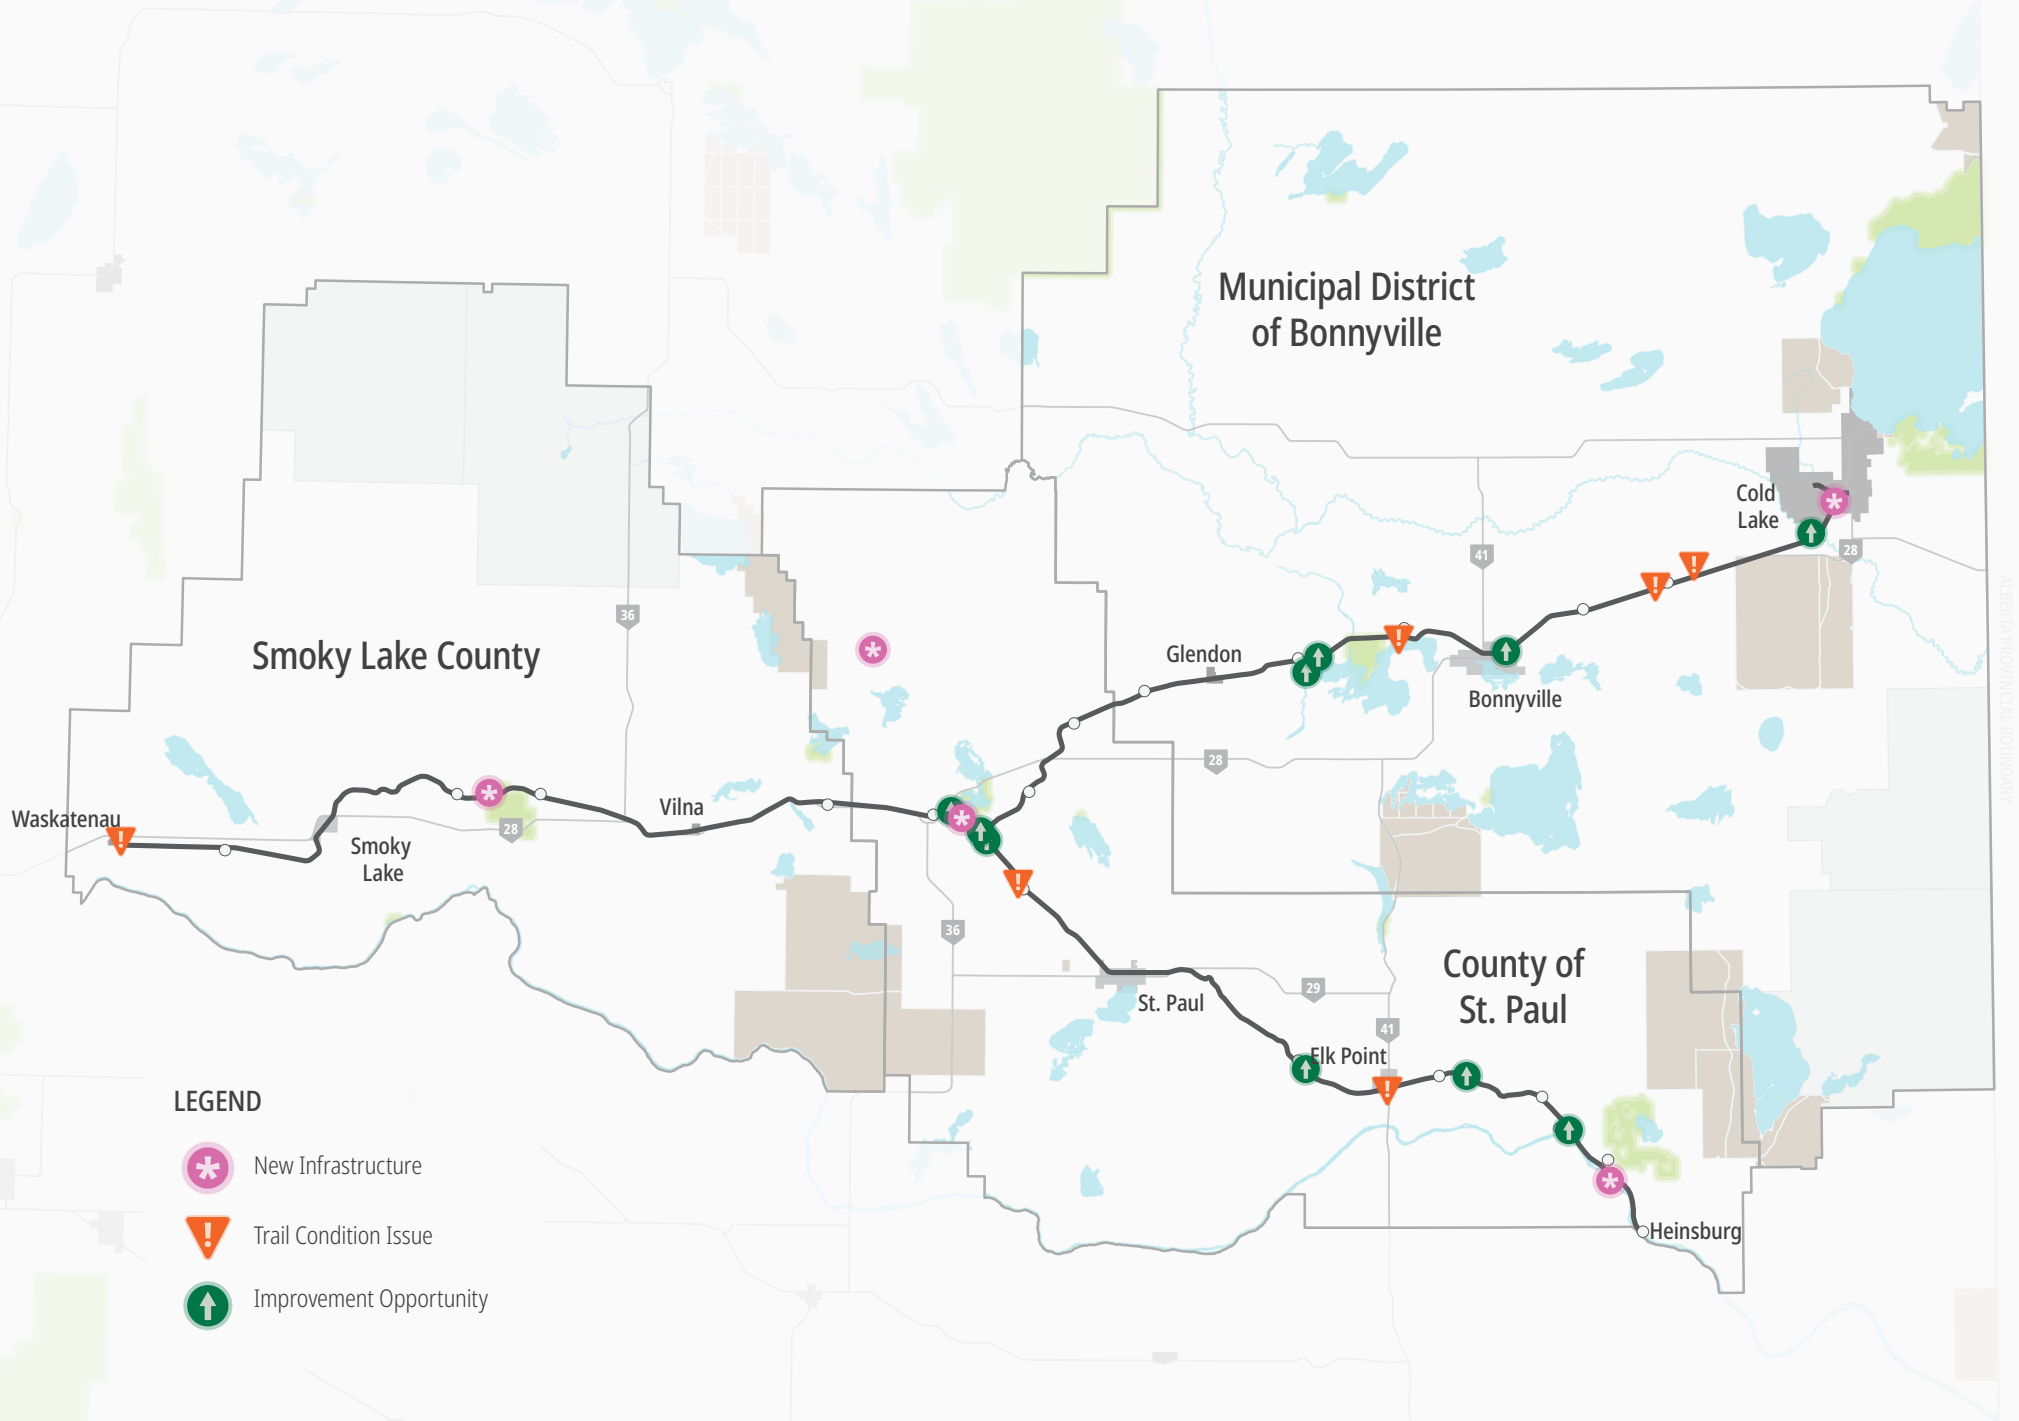 Municipal District
of Bonnyville
Cold
Lake
41
28
ALBERTA PROVINCIAL BOUNDARY
36
Smoky Lake County
Glendon
Bonnyville
28
Waskatenau
Vilna
28
Smoky
Lake
36
County of
St. Paul
29
St. Paul
41
Elk Point
LEGEND
New Infrastructure
Trail Condition Issue
Improvement Opportunity
Heinsburg